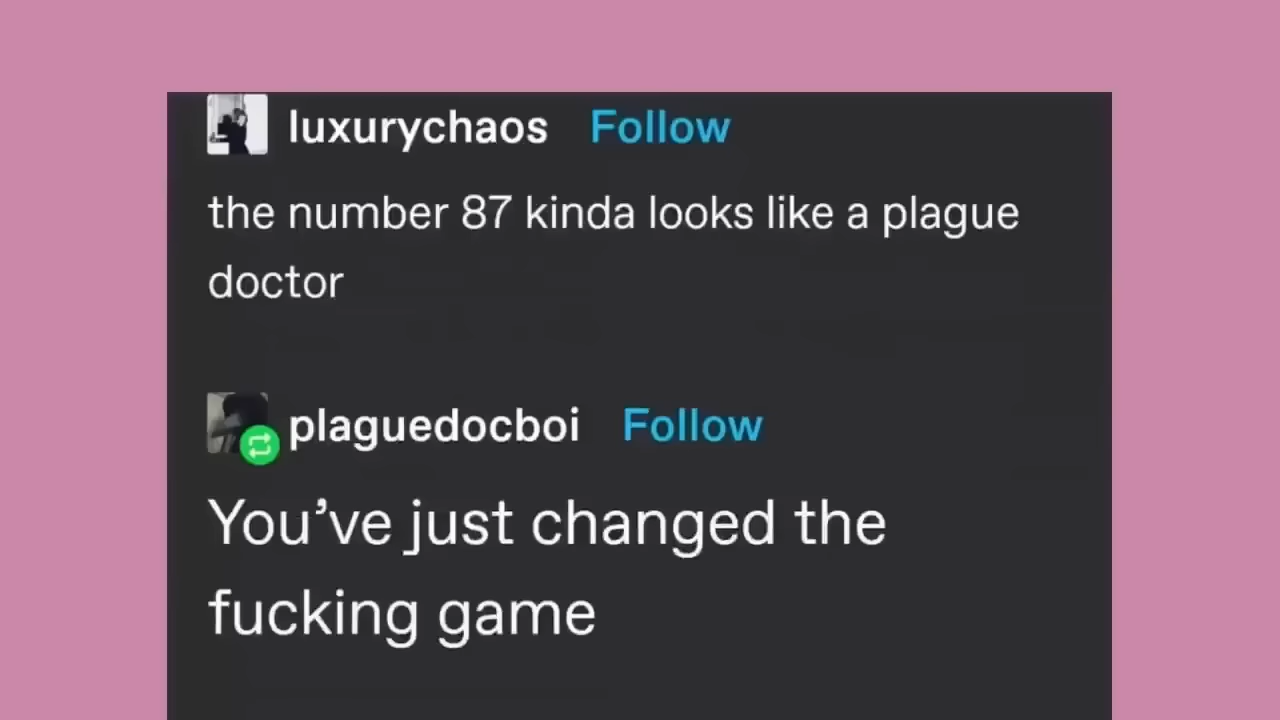 luxurychaos Follow
the number 87 kinda looks like a plague
doctor
plaguedocboi Follow
You’ve just changed the
fucking game